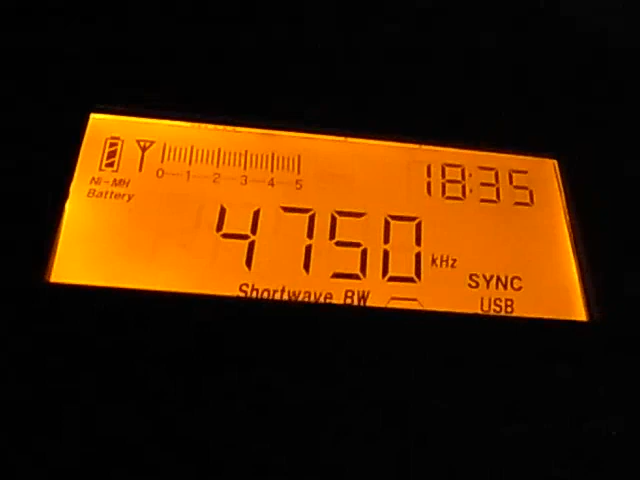 18:35
0 1 2 3 4 5
Ni-MH
Battery
4750 kHz
SYNC
Shortwave BW
USB